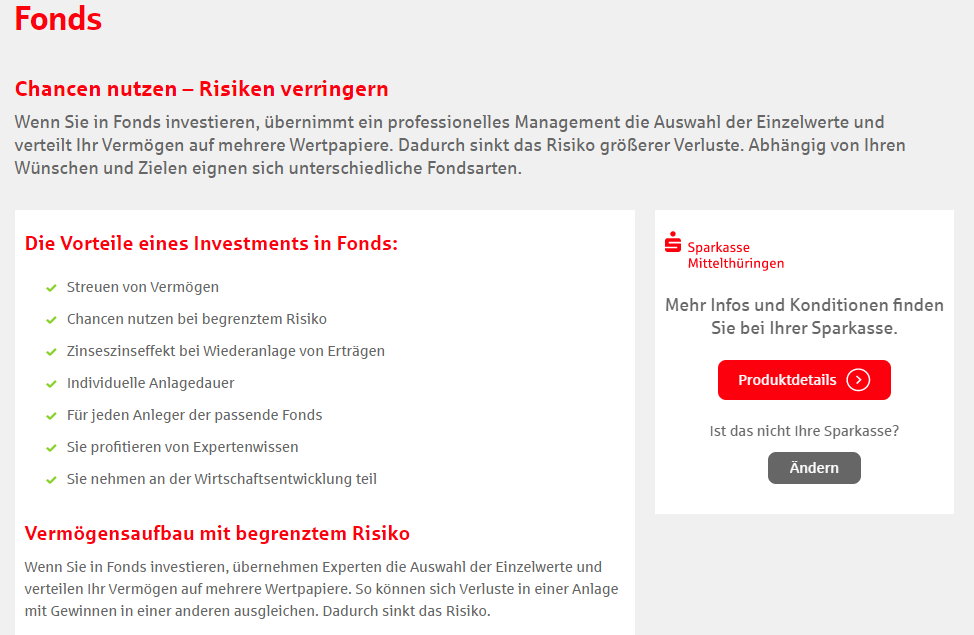 Fonds
Chancen nutzen – Risiken verringern
Wenn Sie in Fonds investieren, übernimmt ein professionelles Management die Auswahl der Einzelwerte und
verteilt Ihr Vermögen auf mehrere Wertpapiere. Dadurch sinkt das Risiko größerer Verluste. Abhängig von Ihren
Wünschen und Zielen eignen sich unterschiedliche Fondsarten.
Die Vorteile eines Investments in Fonds:
Streuen von Vermögen
Chancen nutzen bei begrenztem Risiko
Zinseszinseffekt bei Wiederanlage von Erträgen
Individuelle Anlagedauer
Für jeden Anleger der passende Fonds
Sie profitieren von Expertenwissen
Sie nehmen an der Wirtschaftsentwicklung teil
Vermögensaufbau mit begrenztem Risiko
Wenn Sie in Fonds investieren, übernehmen Experten die Auswahl der Einzelwerte und
verteilen Ihr Vermögen auf mehrere Wertpapiere. So können sich Verluste in einer Anlage
mit Gewinnen in einer anderen ausgleichen. Dadurch sinkt das Risiko.
Sparkasse
Mittelthüringen
Mehr Infos und Konditionen finden
Sie bei Ihrer Sparkasse.
Produktdetails
Ist das nicht Ihre Sparkasse?
Ändern